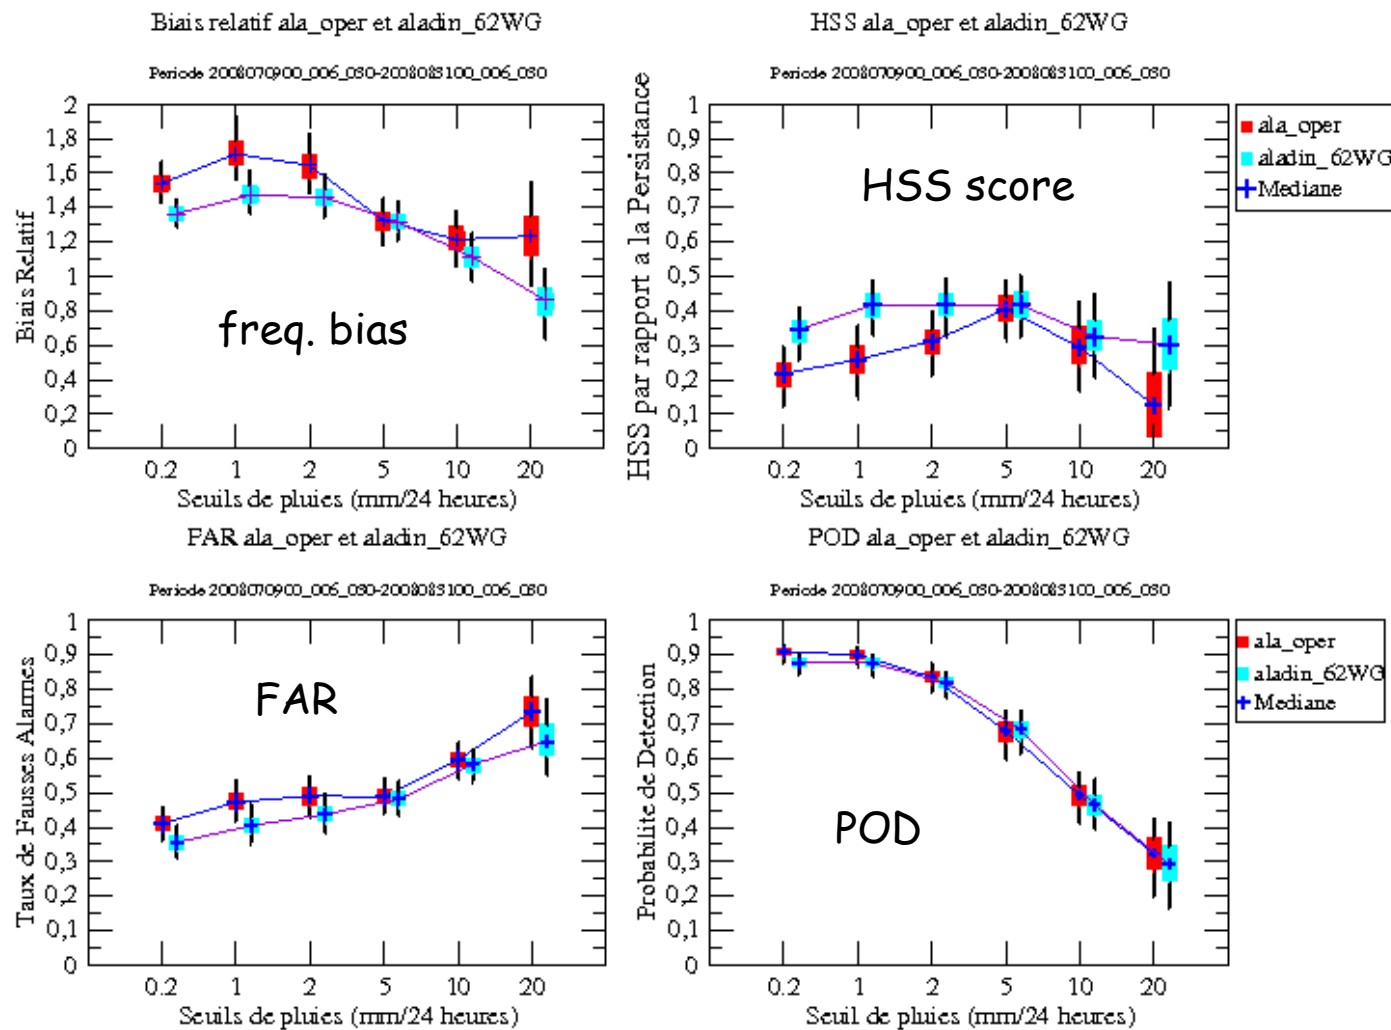 Biais relatif ala_oper et aladin_62WG
Periode 2008070900_006_030-2008083100_006_030
Biais Relatif
2
1,8
1,6
1,4
1,2
1
0,8
0,6
0,4
0,2
0
freq. bias
0.2 1 2 5 10 20
Seuils de pluies (mm/24 heures)
HSS ala_oper et aladin_62WG
Periode 2008070900_006_030-2008083100_006_030
HSS par rapport a la Persistance
1
0,9
0,8
0,7
0,6
0,5
0,4
0,3
0,2
0,1
0
HSS score
0.2 1 2 5 10 20
Seuils de pluies (mm/24 heures)
ala_oper
aladin_62WG
Mediane
FAR ala_oper et aladin_62WG
Periode 2008070900_006_030-2008083100_006_030
Taux de Fausses Alarmes
1
0,9
0,8
0,7
0,6
0,5
0,4
0,3
0,2
0,1
0
FAR
0.2 1 2 5 10 20
Seuils de pluies (mm/24 heures)
POD ala_oper et aladin_62WG
Periode 2008070900_006_030-2008083100_006_030
Probabilite de Detection
1
0,9
0,8
0,7
0,6
0,5
0,4
0,3
0,2
0,1
0
POD
0.2 1 2 5 10 20
Seuil de pluies (mm/24 heures)
ala_oper
aladin_62WG
Mediane